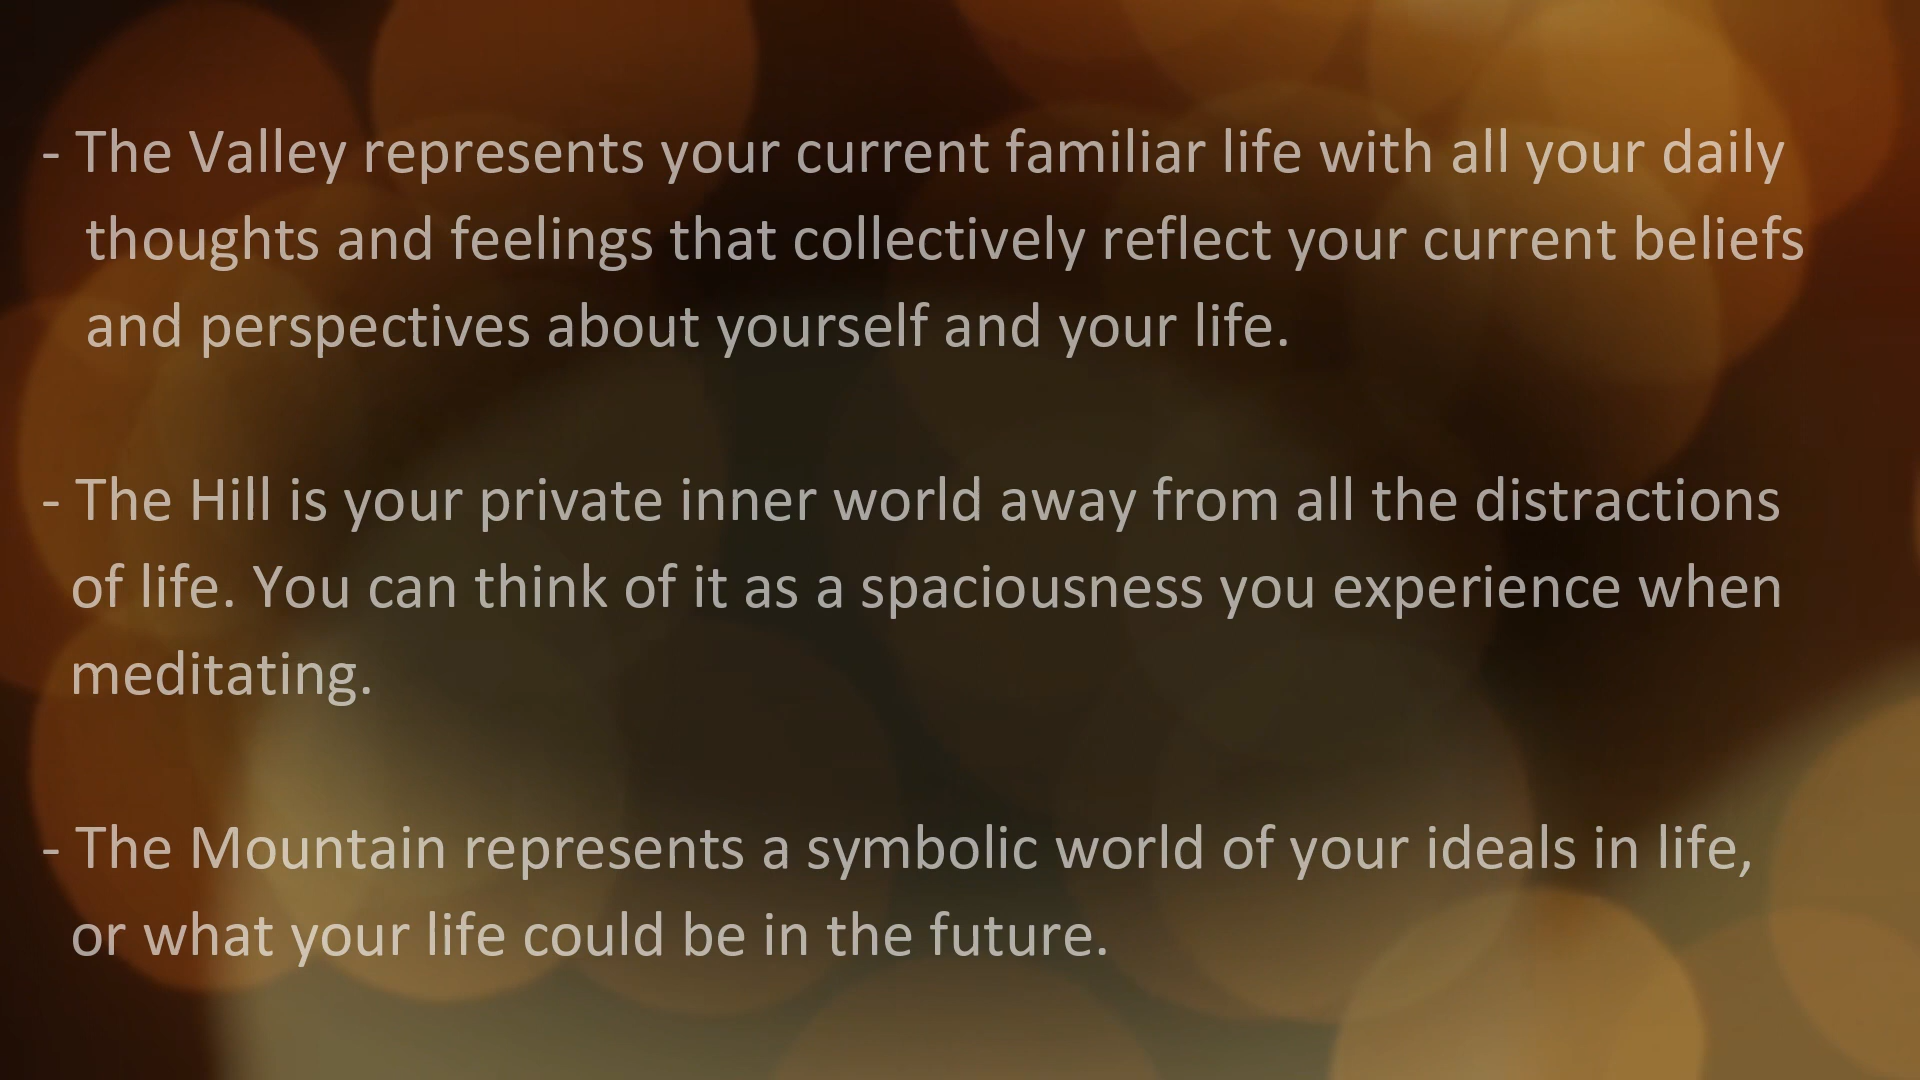 - The Valley represents your current familiar life with all your daily
thoughts and feelings that collectively reflect your current beliefs
and perspectives about yourself and your life.
- The Hill is your private inner world away from all the distractions
of life. You can think of it as a spaciousness you experience when
meditating.
- The Mountain represents a symbolic world of your ideals in life,
or what your life could be in the future.